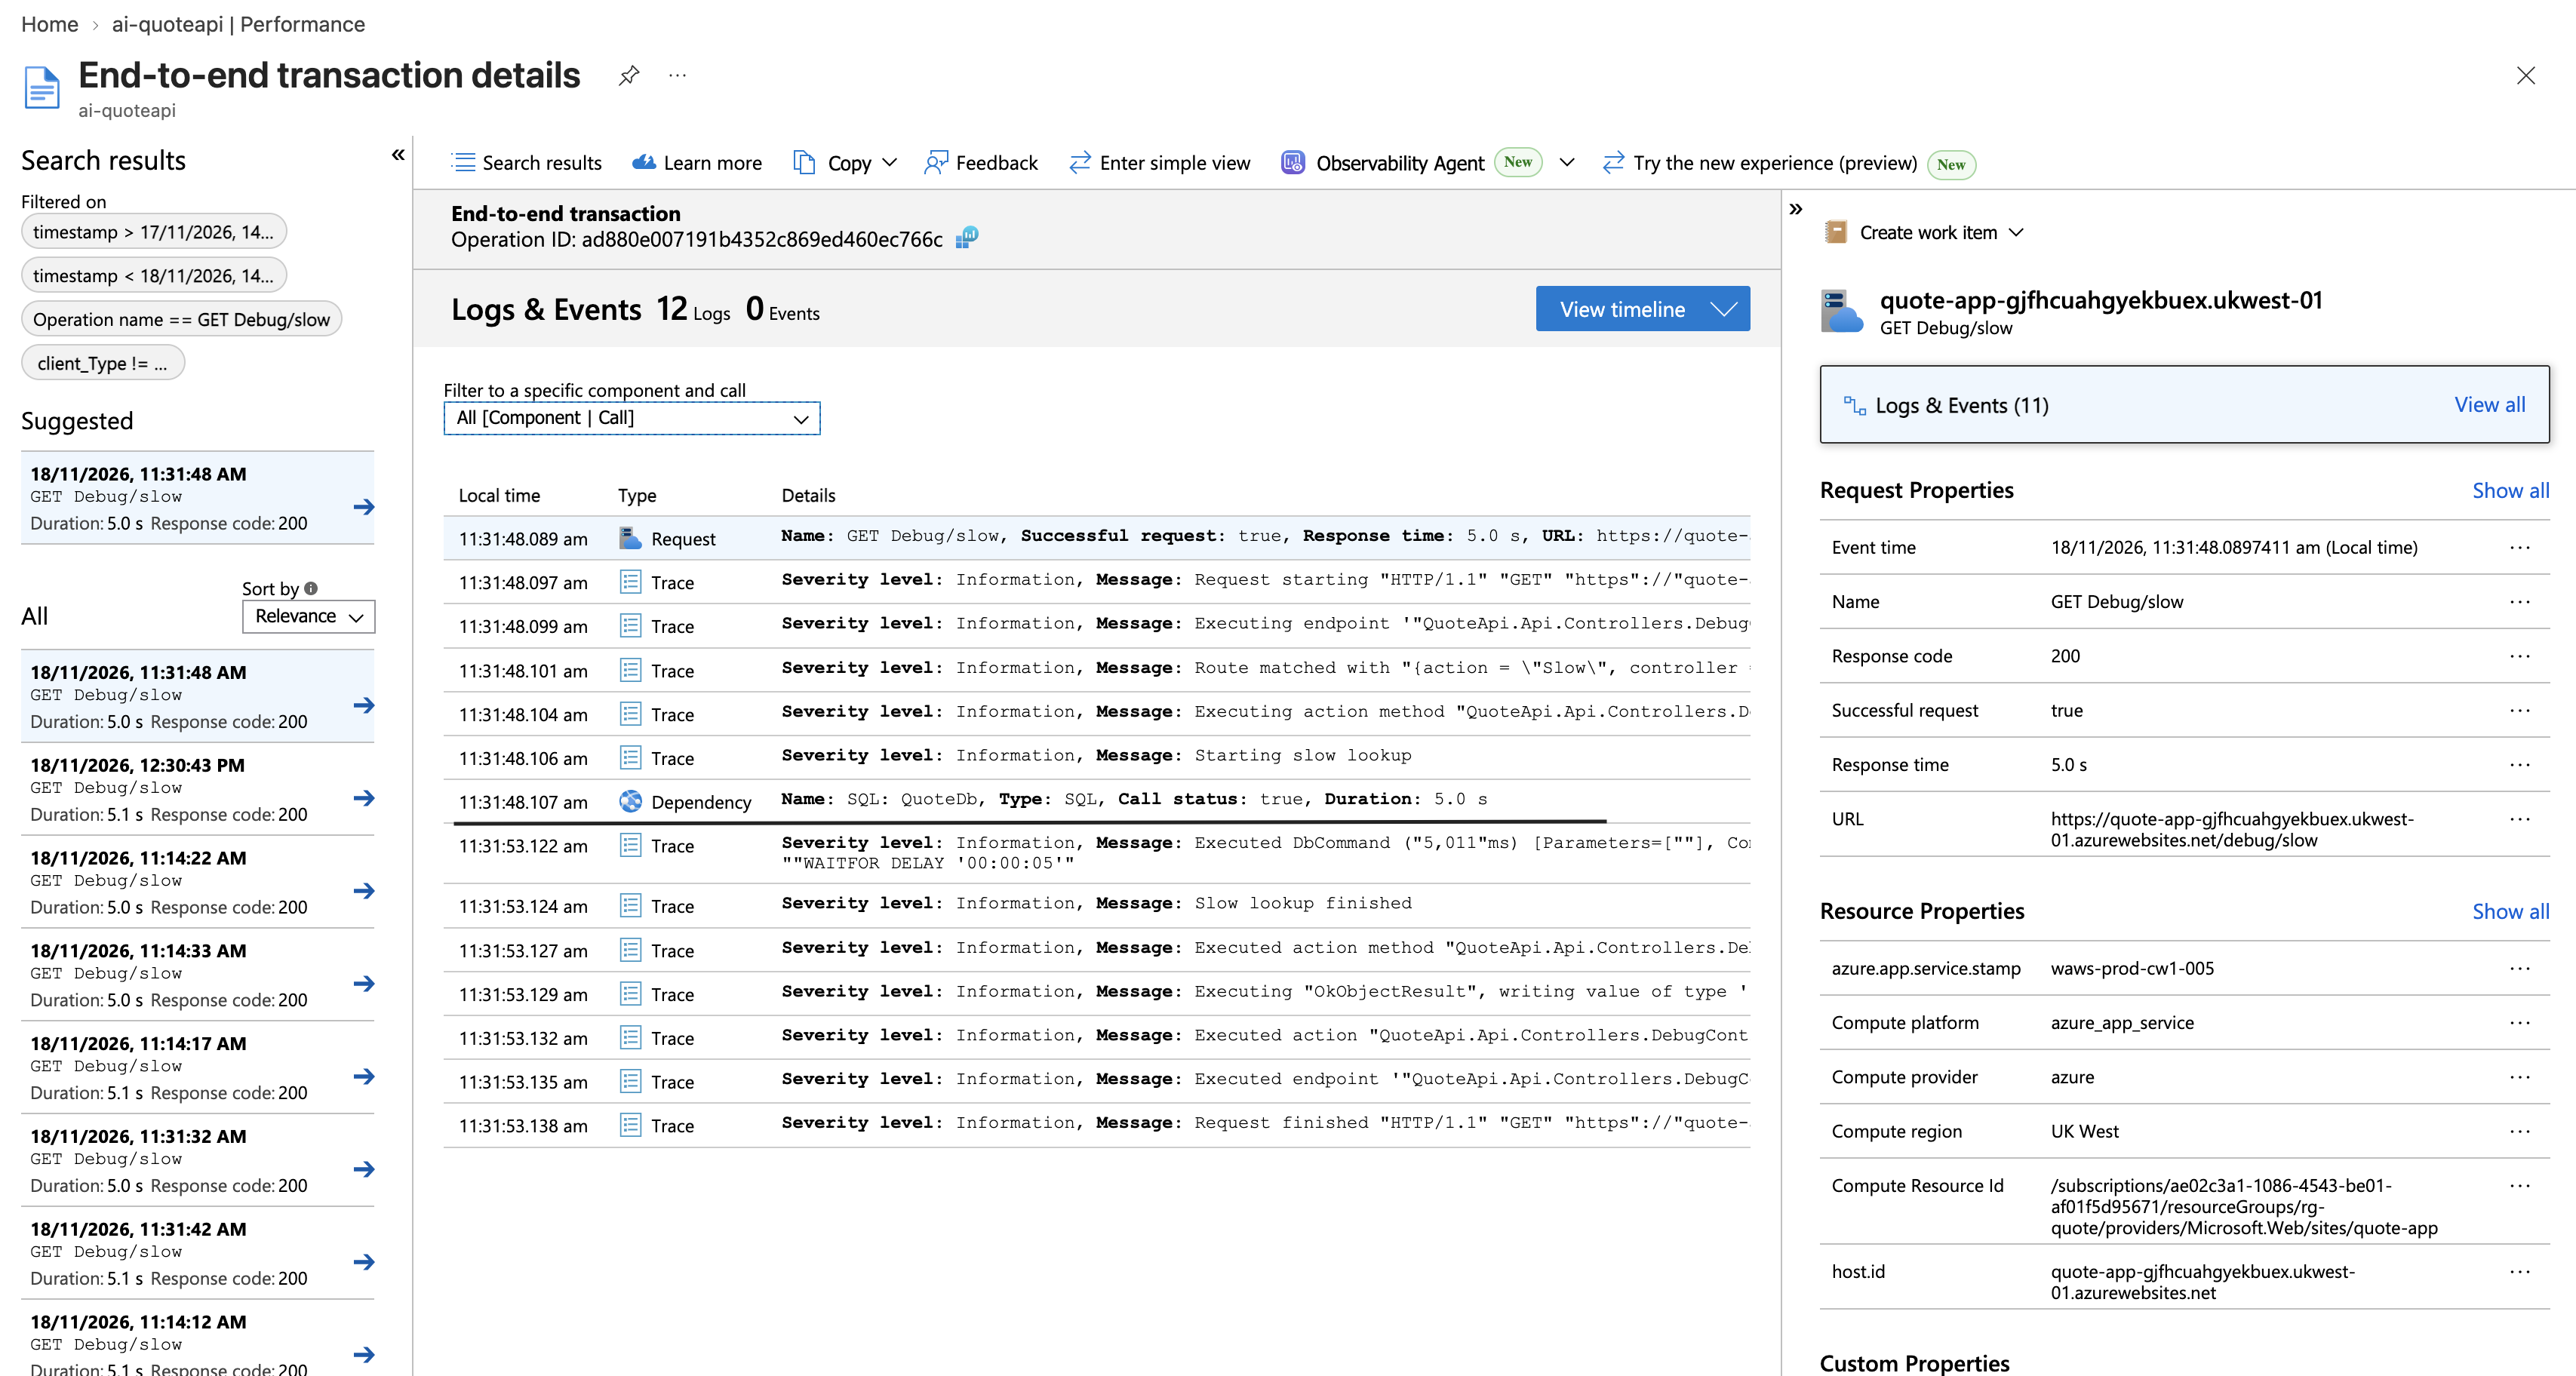 Home › ai-quoteapi | Performance
End-to-end transaction details
ai-quoteapi
Search results
Filtered on
timestamp > 17/11/2026, 14...
timestamp < 18/11/2026, 14...
Operation name == GET Debug/slow
client_Type != ...
Suggested
18/11/2026, 11:31:48 AM
GET Debug/slow
Duration: 5.0 s Response code: 200
Sort by
All
Relevance
18/11/2026, 11:31:48 AM
GET Debug/slow
Duration: 5.0 s Response code: 200
18/11/2026, 12:30:43 PM
GET Debug/slow
Duration: 5.1 s Response code: 200
18/11/2026, 11:14:22 AM
GET Debug/slow
Duration: 5.0 s Response code: 200
18/11/2026, 11:14:33 AM
GET Debug/slow
Duration: 5.0 s Response code: 200
18/11/2026, 11:14:17 AM
GET Debug/slow
Duration: 5.1 s Response code: 200
18/11/2026, 11:31:32 AM
GET Debug/slow
Duration: 5.0 s Response code: 200
18/11/2026, 11:31:42 AM
GET Debug/slow
Duration: 5.1 s Response code: 200
18/11/2026, 11:14:12 AM
GET Debug/slow
Duration: 5.1 s Response code: 200
Search results Learn more Copy Feedback Enter simple view Observability Agent New Try the new experience (preview) New
End-to-end transaction
Operation ID: ad880e007191b4352c869ed460ec766c
Logs & Events 12 Logs 0 Events
View timeline
Filter to a specific component and call
All [Component | Call]
Local time Type Details
11:31:48.089 am Request Name: GET Debug/slow, Successful request: true, Response time: 5.0 s, URL: https://quote-
11:31:48.097 am Trace Severity level: Information, Message: Request starting "HTTP/1.1" "GET" "https"://"quote-
11:31:48.099 am Trace Severity level: Information, Message: Executing endpoint '"QuoteApi.Api.Controllers.Debug
11:31:48.101 am Trace Severity level: Information, Message: Route matched with "{action = \"Slow\", controller =
11:31:48.104 am Trace Severity level: Information, Message: Executing action method "QuoteApi.Api.Controllers.D
11:31:48.106 am Trace Severity level: Information, Message: Starting slow lookup
11:31:48.107 am Dependency Name: SQL: QuoteDb, Type: SQL, Call status: true, Duration: 5.0 s
11:31:53.122 am Trace Severity level: Information, Message: Executed DbCommand ("5,011"ms) [Parameters=[""], Co
""WAITFOR DELAY '00:00:05'"
11:31:53.124 am Trace Severity level: Information, Message: Slow lookup finished
11:31:53.127 am Trace Severity level: Information, Message: Executed action method "QuoteApi.Api.Controllers.De
11:31:53.129 am Trace Severity level: Information, Message: Executing "OkObjectResult", writing value of type '
11:31:53.132 am Trace Severity level: Information, Message: Executed action "QuoteApi.Api.Controllers.DebugCont
11:31:53.135 am Trace Severity level: Information, Message: Executed endpoint '"QuoteApi.Api.Controllers.DebugC
11:31:53.138 am Trace Severity level: Information, Message: Request finished "HTTP/1.1" "GET" "https"://"quote-
Create work item
quote-app-gjfhcuahgyekbuex.ukwest-01
GET Debug/slow
Logs & Events (11) View all
Request Properties Show all
Event time 18/11/2026, 11:31:48.0897411 am (Local time) ...
Name GET Debug/slow ...
Response code 200 ...
Successful request true ...
Response time 5.0 s ...
URL https://quote-app-gjfhcuahgyekbuex.ukwest- ...
01.azurewebsites.net/debug/slow
Resource Properties Show all
azure.app.service.stamp waws-prod-cw1-005 ...
Compute platform azure_app_service ...
Compute provider azure ...
Compute region UK West ...
Compute Resource Id /subscriptions/ae02c3a1-1086-4543-be01- ...
af01f5d95671/resourceGroups/rg-
quote/providers/Microsoft.Web/sites/quote-app
host.id quote-app-gjfhcuahgyekbuex.ukwest- ...
01.azurewebsites.net
Custom Properties